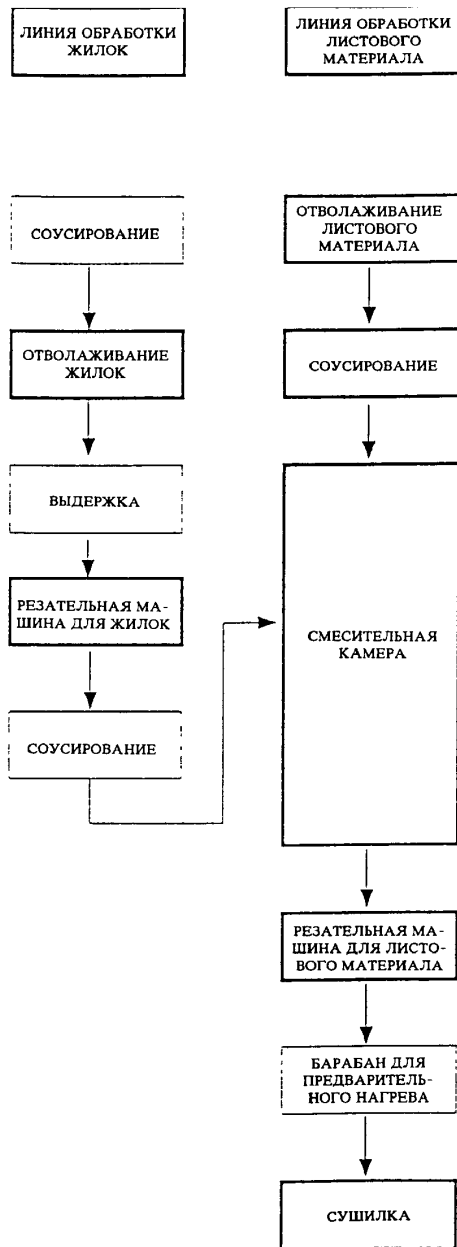 ЛИНИЯ ОБРАБОТКИ
ЖИЛОК
ЛИНИЯ ОБРАБОТКИ
ЛИСТОВОГО
МАТЕРИАЛА
СОУСИРОВАНИЕ
ОТВОЛАЖИВАНИЕ
ЛИСТОВОГО
МАТЕРИАЛА
ОТВОЛАЖИВАНИЕ
ЖИЛОК
СОУСИРОВАНИЕ
ВЫДЕРЖКА
РЕЗАТЕЛЬНАЯ МА-
ШИНА ДЛЯ ЖИЛОК
СМЕСИТЕЛЬНАЯ
КАМЕРА
СОУСИРОВАНИЕ
РЕЗАТЕЛЬНАЯ МА-
ШИНА ДЛЯ ЛИСТО-
ВОГО МАТЕРИАЛА
БАРАБАН ДЛЯ
ПРЕДВАРИТЕЛЬ-
НОГО НАГРЕВА
СУШИЛКА